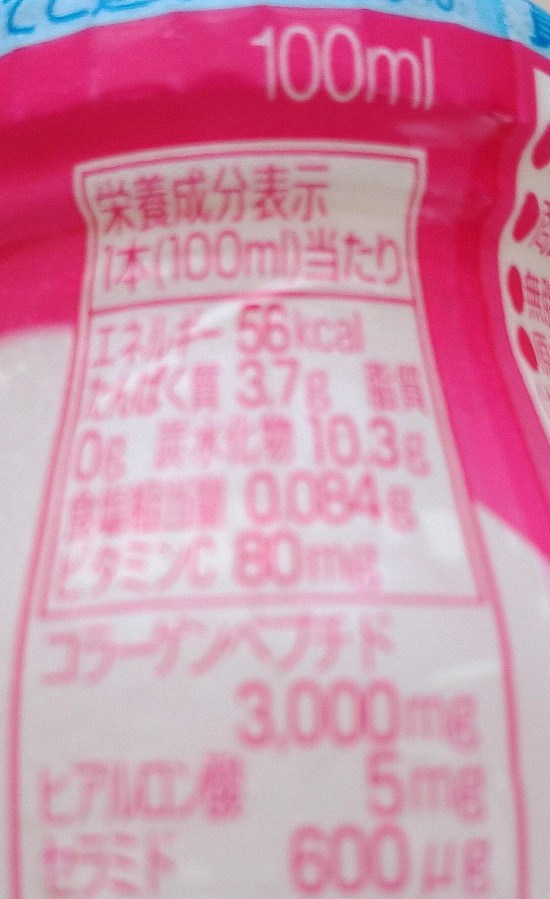 100ml
栄養成分表示
1本(100ml)当たり
エネルギー 56kcal
たんぱく質 3.7g 脂質
0g 炭水化物 10.3g
食塩相当量 0.084g
ビタミンC 80mg
コラーゲンペプチド
3,000mg
ヒアルロン酸 5mg
セラミド 600μg